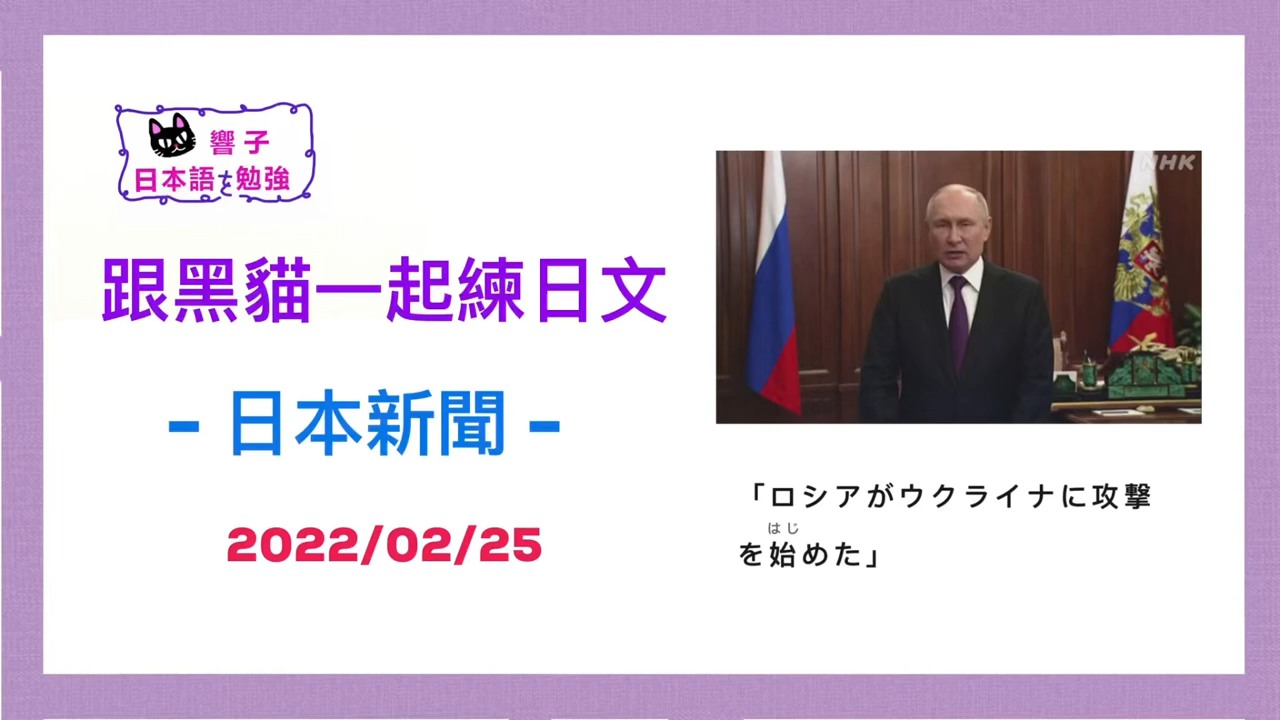 響子
日本語を勉強
跟黑貓一起練日文
- 日本新聞 -
2022/02/25
NHK
「ロシアがウクライナに攻撃
はじ
を始めた」